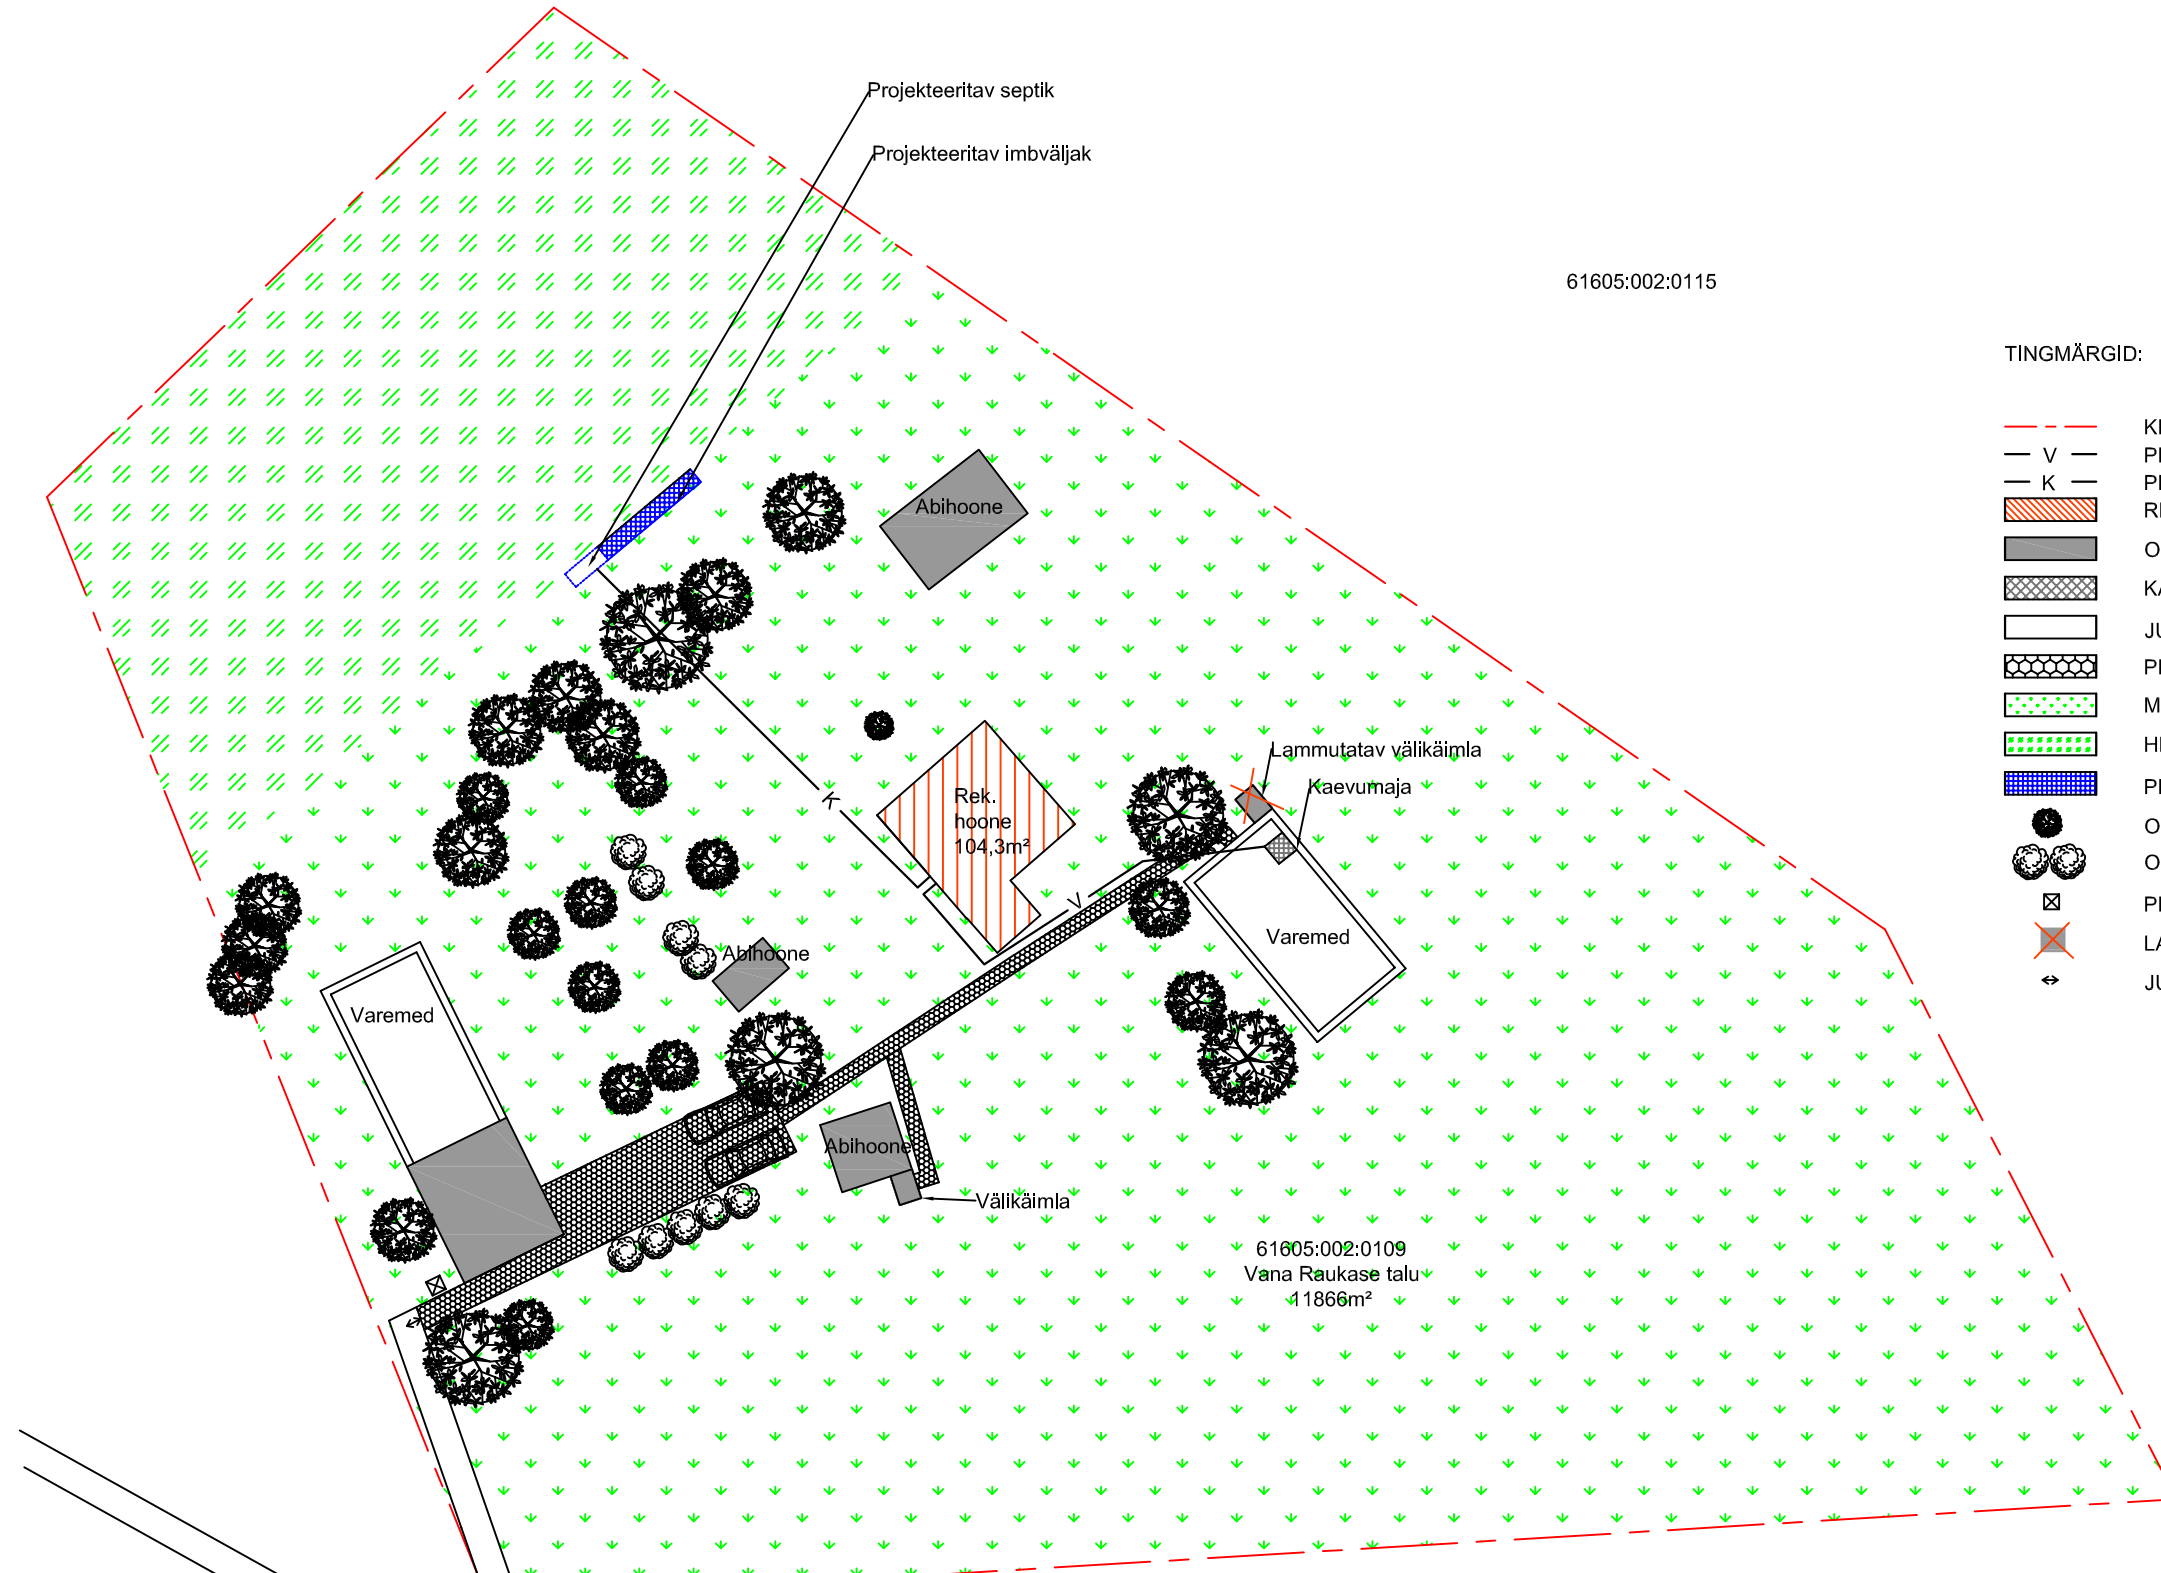 Projekteeritav septik
Projekteeritav imbväljak
61605:002:0115
TINGMÄRGID:
V
K
Abihoone
Rek.
hoone
104,3m²
Lammutatav välikäimla
Kaevumaja
K
V
Varemed
Abihoone
Varemed
Abihoone
Välikäimla
61605:002:0109
Vana Raukase talu
11866m²